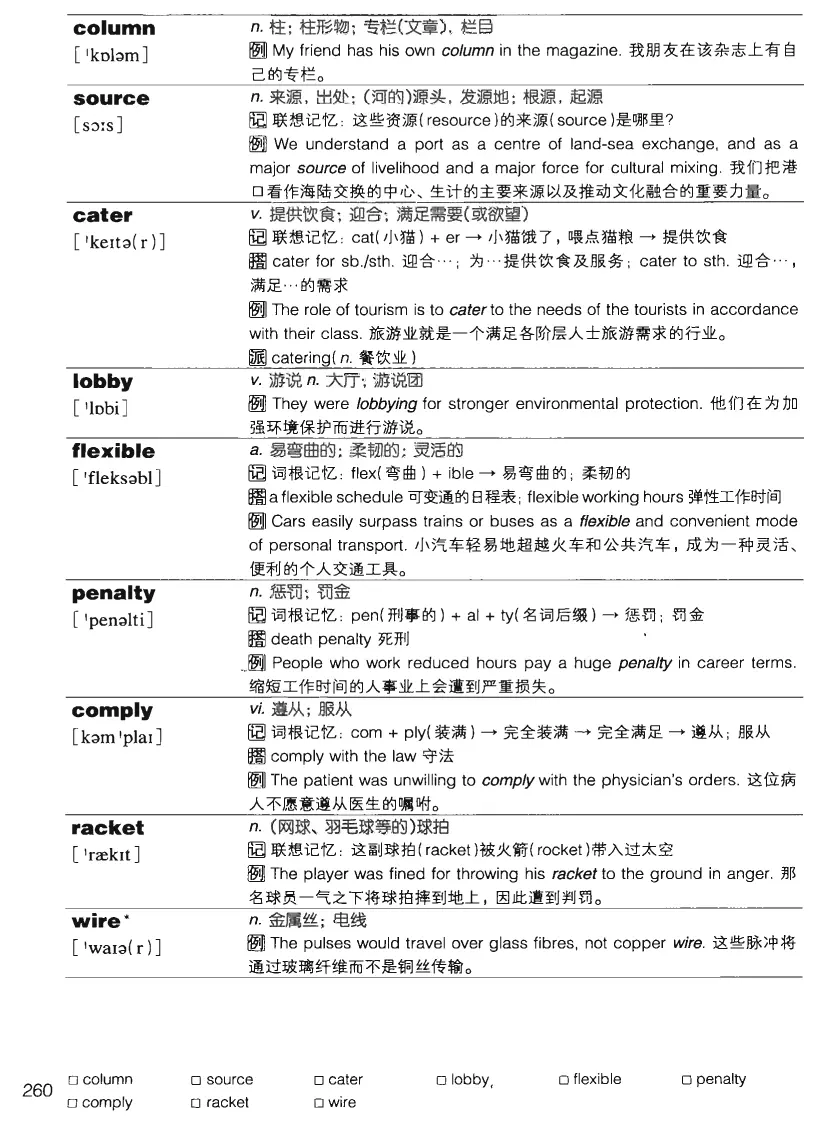 column n. 柱；柱形物；专栏(文章)，栏目
[ ˈkɒləm ] 例 My friend has his own column in the magazine. 我朋友在该杂志上有自
己的专栏。
source n. 来源，出处；(河的)源头，发源地；根源，起源
[ sɔːs ] 记 联想记忆：这些资源( resource )的来源( source )是哪里?
例 We understand a port as a centre of land-sea exchange, and as a
major source of livelihood and a major force for cultural mixing. 我们把港
口看作海陆交换的中心、生计的主要来源以及推动文化融合的重要力量。
cater v. 提供饮食；迎合；满足需要(或欲望)
[ ˈkeɪtə( r ) ] 记 联想记忆：cat( 小猫 ) + er → 小猫饿了，喂点猫粮 → 提供饮食
搭 cater for sb./sth. 迎合…；为…提供饮食及服务；cater to sth. 迎合…，
满足…的需求
例 The role of tourism is to cater to the needs of the tourists in accordance
with their class. 旅游业就是一个满足各阶层人士旅游需求的行业。
派 catering( n. 餐饮业 )
lobby v. 游说 n. 大厅；游说团
[ ˈlɒbi ] 例 They were lobbying for stronger environmental protection. 他们在为加
强环境保护而进行游说。
flexible a. 易弯曲的；柔韧的；灵活的
[ ˈfleksəbl ] 记 词根记忆：flex( 弯曲 ) + ible → 易弯曲的；柔韧的
搭 a flexible schedule 可变通的日程表；flexible working hours 弹性工作时间
例 Cars easily surpass trains or buses as a flexible and convenient mode
of personal transport. 小汽车轻易地超越火车和公共汽车，成为一种灵活、
便利的个人交通工具。
penalty n. 惩罚；罚金
[ ˈpenəlti ] 记 词根记忆：pen( 刑事的 ) + al + ty( 名词后缀 ) → 惩罚；罚金
搭 death penalty 死刑
例 People who work reduced hours pay a huge penalty in career terms.
缩短工作时间的人事业上会遭到严重损失。
comply vi. 遵从；服从
[ kəmˈplaɪ ] 记 词根记忆：com + ply( 装满 ) → 完全装满 → 完全满足 → 遵从；服从
搭 comply with the law 守法
例 The patient was unwilling to comply with the physician's orders. 这位病
人不愿意遵从医生的嘱咐。
racket n. (网球、羽毛球等的)球拍
[ ˈrækɪt ] 记 联想记忆：这副球拍( racket )被火箭( rocket )带入过太空
例 The player was fined for throwing his racket to the ground in anger. 那
名球员一气之下将球拍摔到地上，因此遭到判罚。
wire* n. 金属丝；电线
[ ˈwaɪə( r ) ] 例 The pulses would travel over glass fibres, not copper wire. 这些脉冲将
通过玻璃纤维而不是铜丝传输。
260 □ column □ source □ cater □ lobby □ flexible □ penalty
□ comply □ racket □ wire